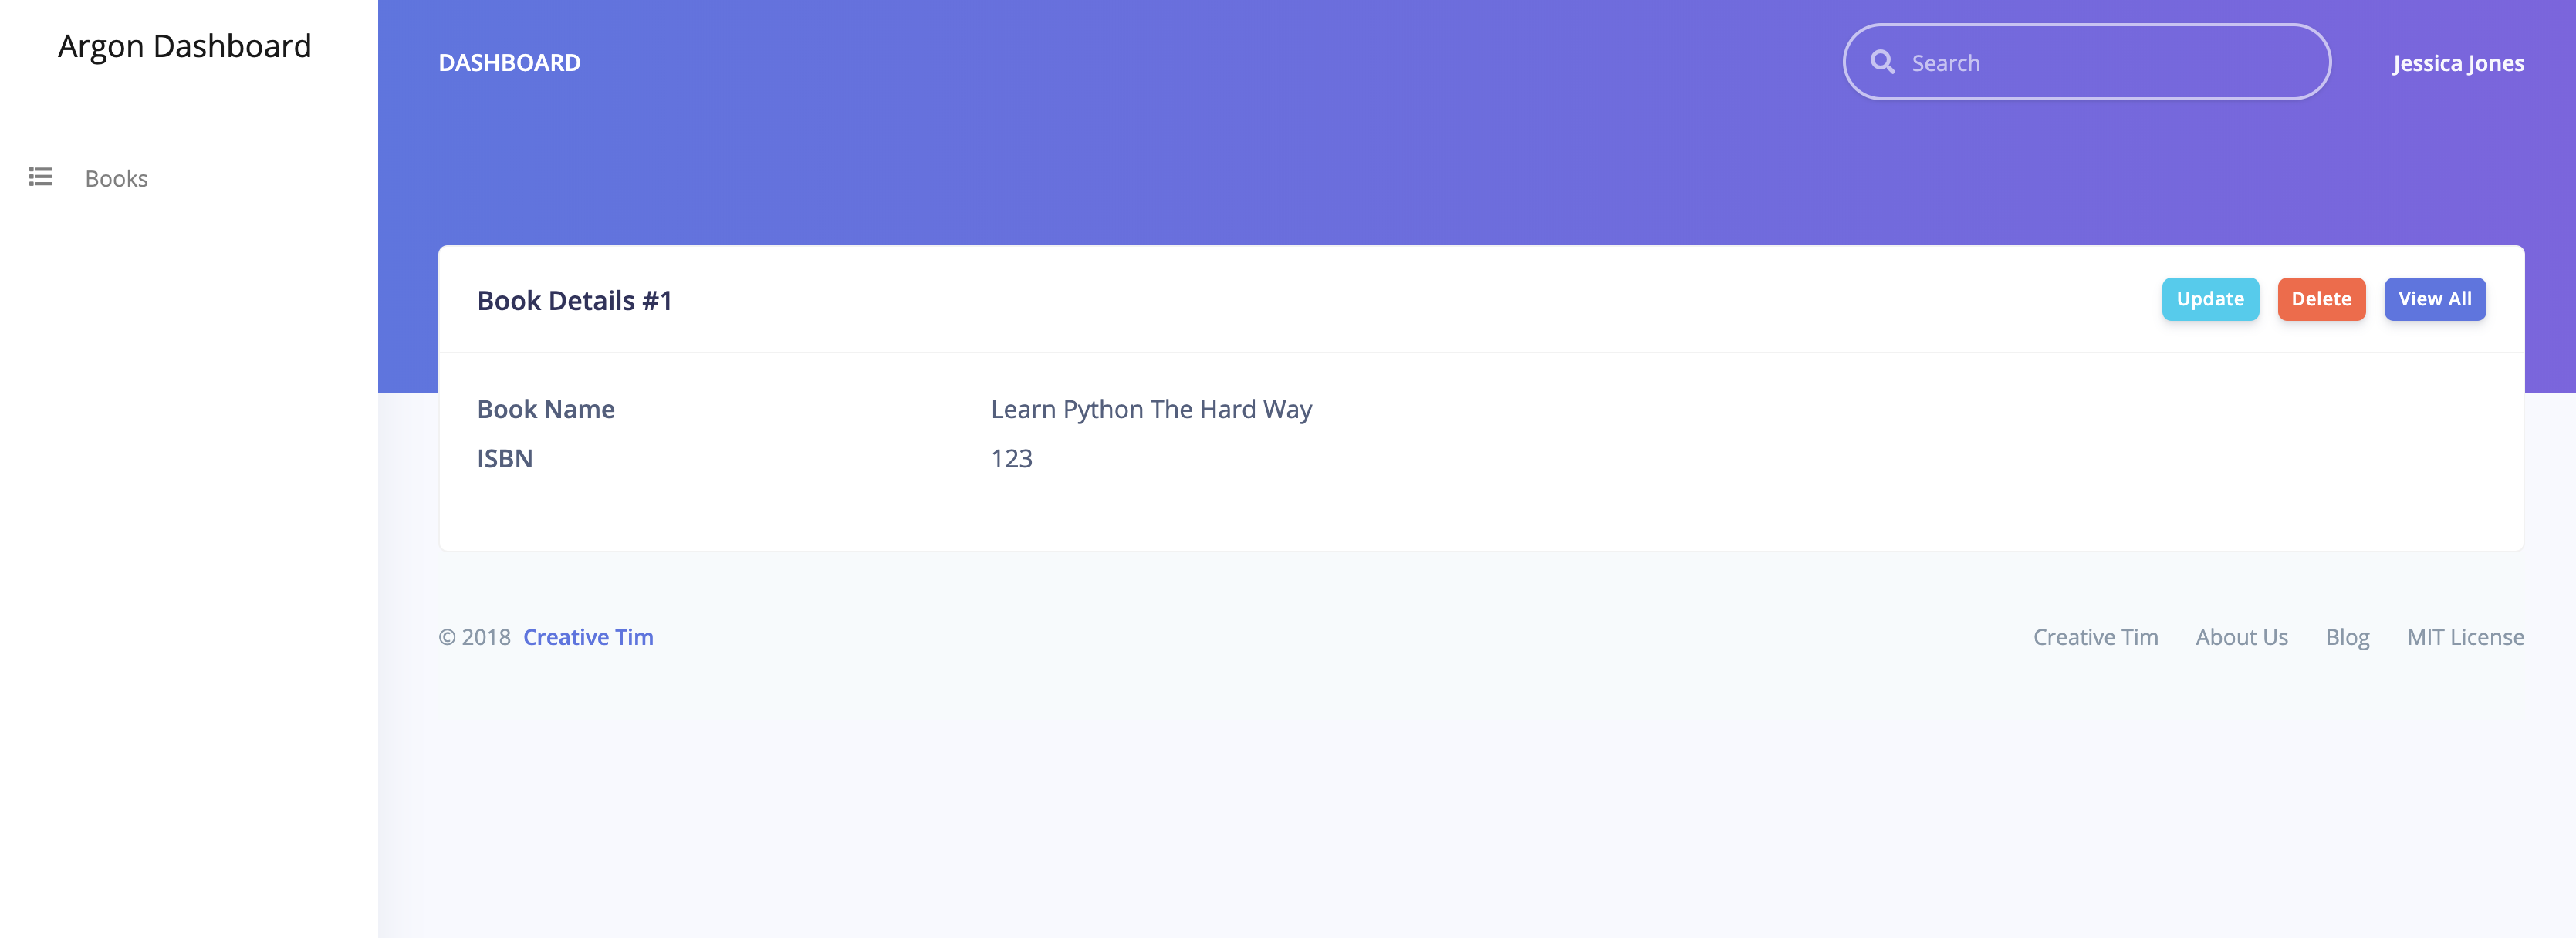 Argon Dashboard
Books
DASHBOARD
Search
Jessica Jones
Book Details #1
Update
Delete
View All
Book Name
Learn Python The Hard Way
ISBN
123
© 2018 Creative Tim
Creative Tim
About Us
Blog
MIT License